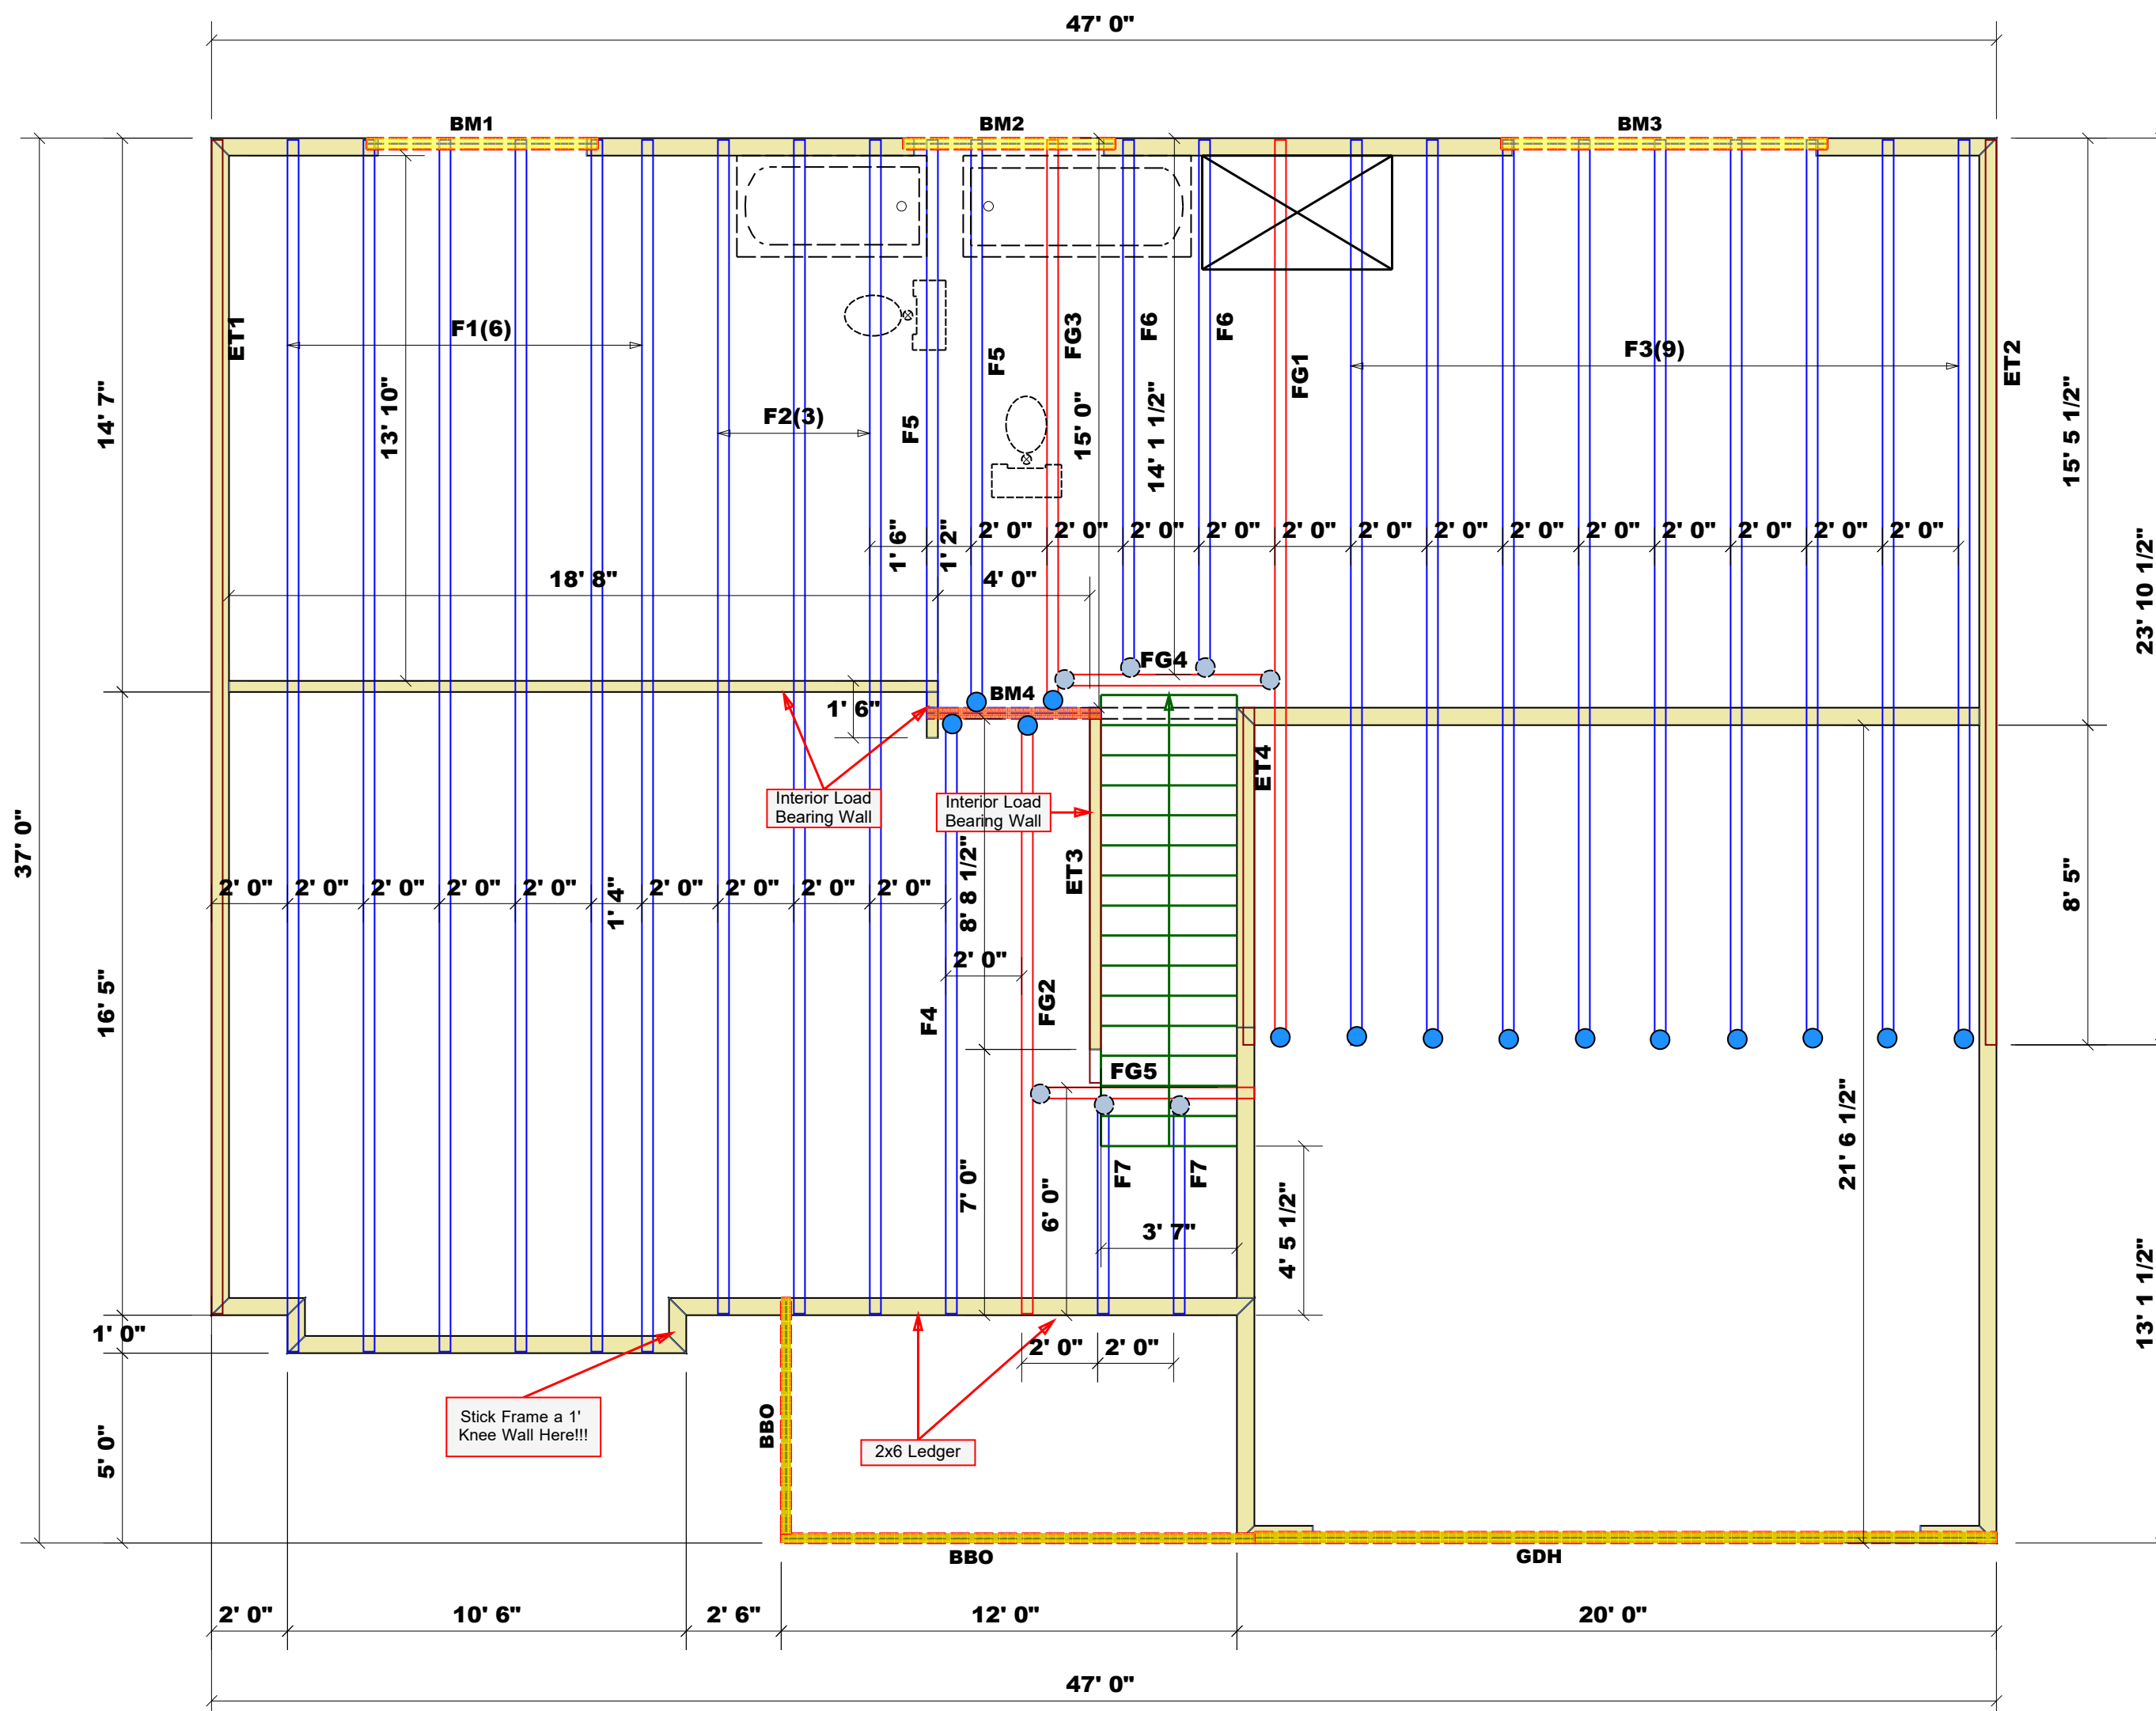 47' 0"
BM1
BM2
BM3
ET1
F1(6)
F5
FG3
F6
F6
FG1
F3(9)
ET2
14' 7"
13' 10"
F2(3)
F5
15' 0"
14' 1 1/2"
15' 5 1/2"
1' 6"
1' 2"
2' 0"
2' 0"
2' 0"
2' 0"
2' 0"
2' 0"
2' 0"
2' 0"
2' 0"
2' 0"
2' 0"
2' 0"
2' 0"
23' 10 1/2"
18' 8"
4' 0"
FG4
BM4
1' 6"
ET4
Interior Load
Bearing Wall
Interior Load
Bearing Wall
37' 0"
ET3
8' 8 1/2"
8' 5"
2' 0"
2' 0"
2' 0"
2' 0"
2' 0"
1' 4"
2' 0"
2' 0"
2' 0"
2' 0"
2' 0"
16' 5"
F4
FG2
FG5
21' 6 1/2"
7' 0"
6' 0"
F7
F7
3' 7"
4' 5 1/2"
13' 1 1/2"
1' 0"
2' 0"
2' 0"
5' 0"
Stick Frame a 1'
Knee Wall Here!!!
BBO
2x6 Ledger
BBO
GDH
2' 0"
10' 6"
2' 6"
12' 0"
20' 0"
47' 0"